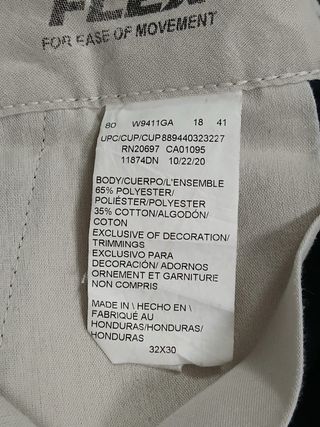 FLEX
FOR EASE OF MOVEMENT
80 W9411GA 18 41
UPC/CUP/CUP889440323227
RN20697 CA01095
11874DN 10/22/20
BODY/CUERPO/L'ENSEMBLE
65% POLYESTER/
POLIÉSTER/POLYESTER
35% COTTON/ALGODÓN/
COTON
EXCLUSIVE OF DECORATION/
TRIMMINGS
EXCLUSIVO PARA
DECORACIÓN/ ADORNOS
ORNEMENT ET GARNITURE
NON COMPRIS
MADE IN \ HECHO EN \
FABRIQUÉ AU
HONDURAS/HONDURAS/
HONDURAS
32X30